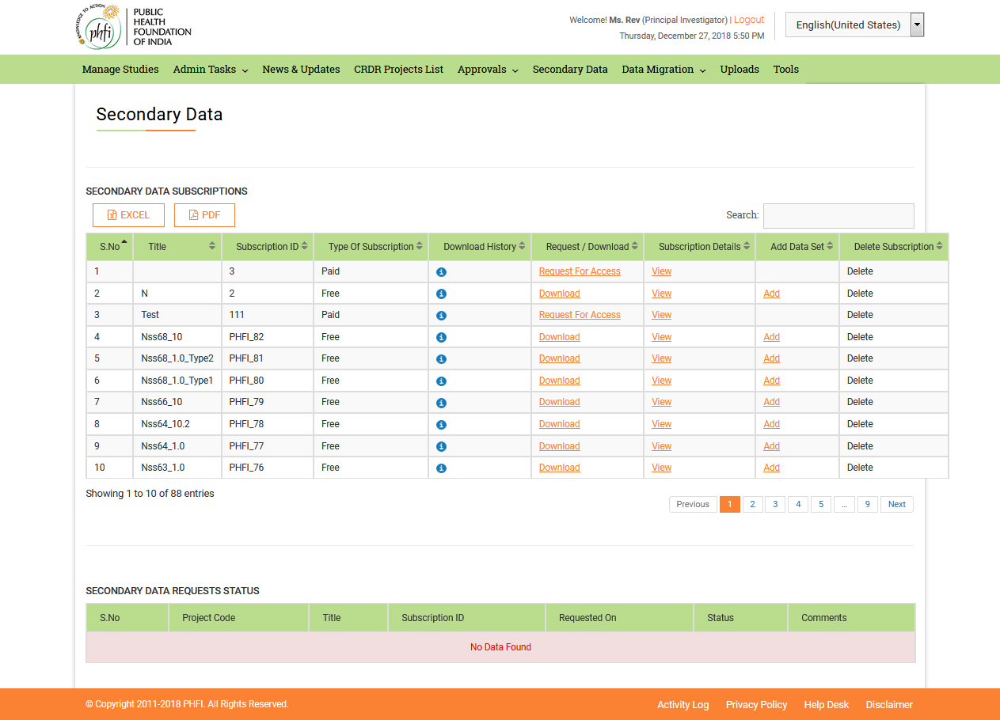 KNOWLEDGE TO ACTION
phfi
PUBLIC
HEALTH
FOUNDATION
OF INDIA
Welcome! Ms. Rev (Principal Investigator) | Logout
Thursday, December 27, 2018 5:50 PM
English(United States)
Manage Studies Admin Tasks News & Updates CRDR Projects List Approvals Secondary Data Data Migration Uploads Tools
Secondary Data
SECONDARY DATA SUBSCRIPTIONS
EXCEL PDF Search:
S.No Title Subscription ID Type Of Subscription Download History Request / Download Subscription Details Add Data Set Delete Subscription
1 3 Paid Request For Access View Delete
2 N 2 Free Download View Add Delete
3 Test 111 Paid Request For Access View Delete
4 Nss68_10 PHFI_82 Free Download View Add Delete
5 Nss68_1.0_Type2 PHFI_81 Free Download View Add Delete
6 Nss68_1.0_Type1 PHFI_80 Free Download View Add Delete
7 Nss66_10 PHFI_79 Free Download View Add Delete
8 Nss64_10.2 PHFI_78 Free Download View Add Delete
9 Nss64_1.0 PHFI_77 Free Download View Add Delete
10 Nss63_1.0 PHFI_76 Free Download View Add Delete
Showing 1 to 10 of 88 entries
Previous 1 2 3 4 5 ... 9 Next
SECONDARY DATA REQUESTS STATUS
S.No Project Code Title Subscription ID Requested On Status Comments
No Data Found
© Copyright 2011-2018 PHFI. All Rights Reserved. Activity Log Privacy Policy Help Desk Disclaimer